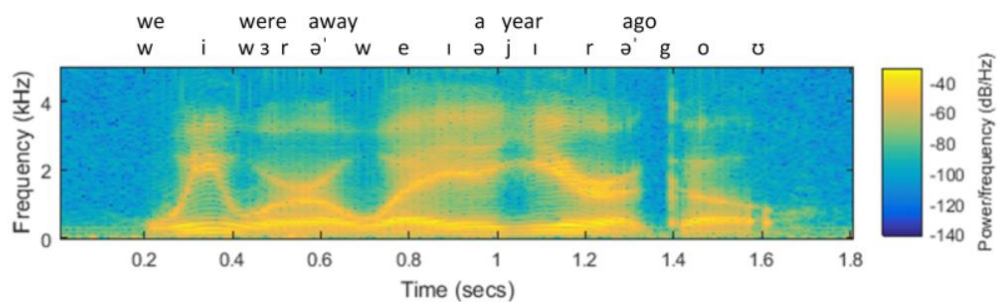 we were away a year ago
w i w ɜ r ə˞ w e ɪ ə j ɪ r ə˞ g o ʊ
Frequency (kHz)
4
2
0
0.2 0.4 0.6 0.8 1 1.2 1.4 1.6 1.8
Time (secs)
-40
-60
-80
-100
-120
-140
Power/frequency (dB/Hz)